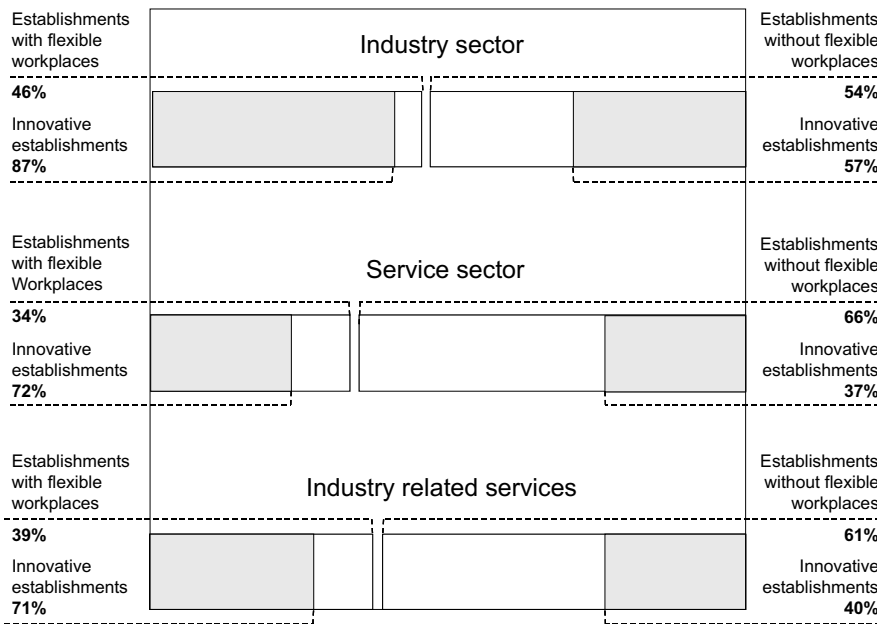 Establishments
with flexible
workplaces
Industry sector
Establishments
without flexible
workplaces
46%
54%
Innovative
establishments
87%
Innovative
establishments
57%
Establishments
with flexible
Workplaces
Service sector
Establishments
without flexible
workplaces
34%
66%
Innovative
establishments
72%
Innovative
establishments
37%
Establishments
with flexible
workplaces
Industry related services
Establishments
without flexible
workplaces
39%
61%
Innovative
establishments
71%
Innovative
establishments
40%